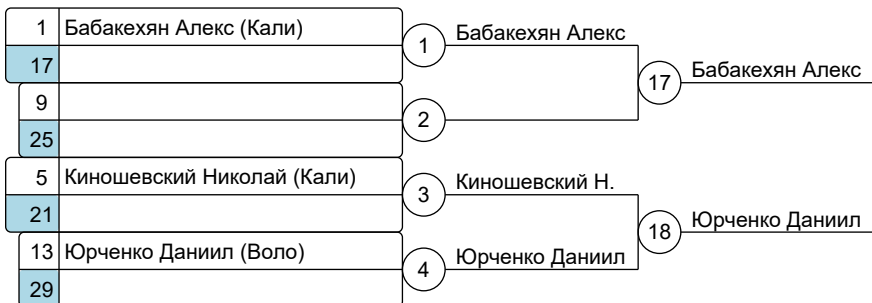 1 Бабакехян Алекс (Кали)
1 Бабакехян Алекс
17
17 Бабакехян Алекс
9
2
25
5 Киношевский Николай (Кали)
3 Киношевский Н.
21
18 Юрченко Даниил
13 Юрченко Даниил (Воло)
4 Юрченко Даниил
29